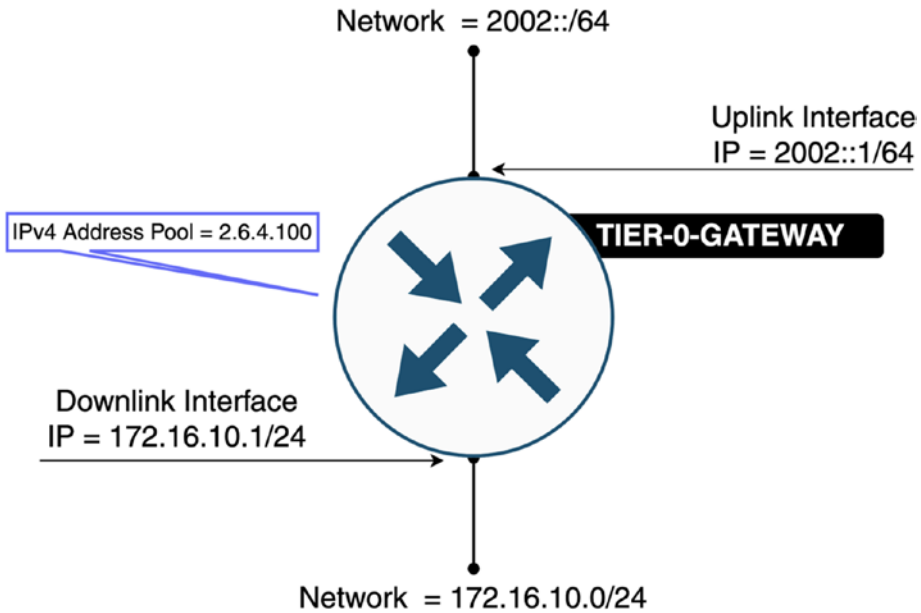 Network = 2002::/64
Uplink Interface
IP = 2002::1/64
IPv4 Address Pool = 2.6.4.100
TIER-0-GATEWAY
Downlink Interface
IP = 172.16.10.1/24
Network = 172.16.10.0/24